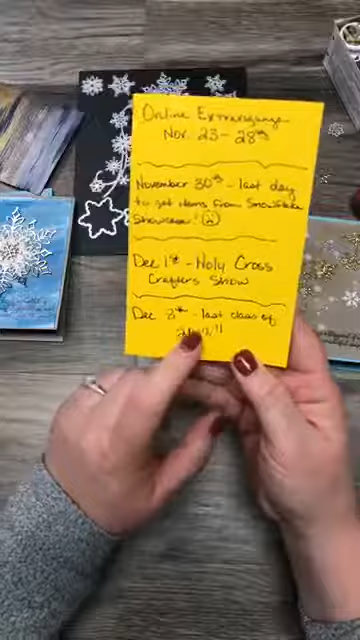 Online Extravaganza
Nov. 23 - 28th
November 30th - last day
to get items from Snowflake
Showcase! ☹
Dec 1st - Holy Cross
Crafters Show
Dec 8th - last class of